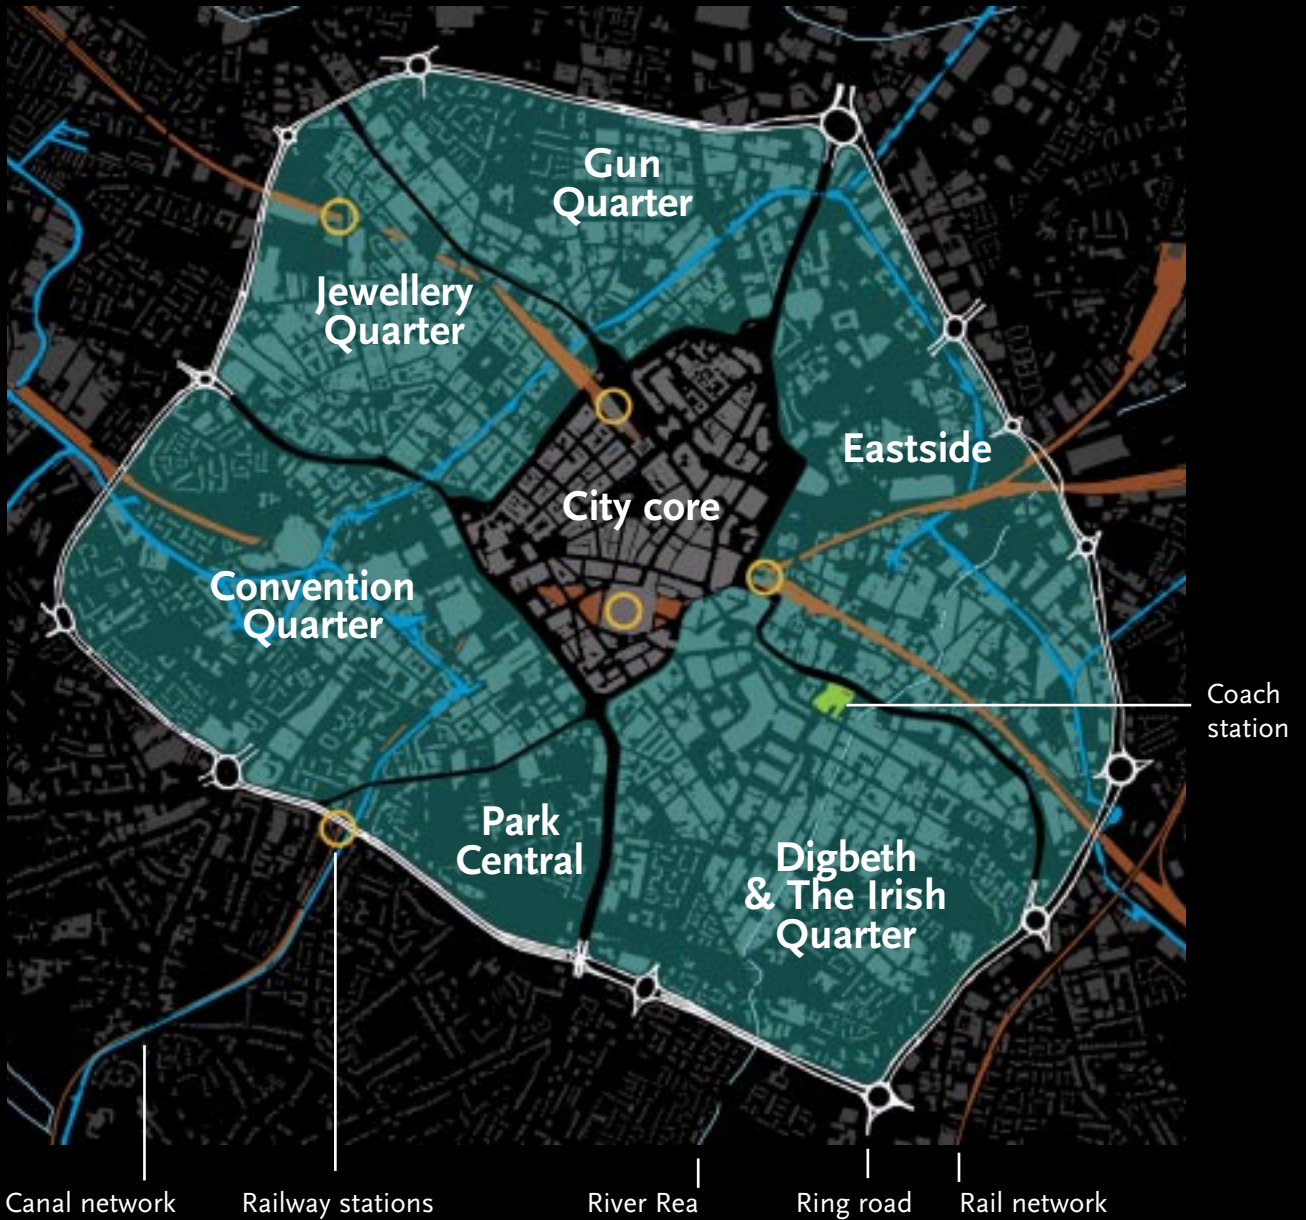 Gun
Quarter
Jewellery
Quarter
Eastside
City core
Convention
Quarter
Coach
station
Park
Central
Digbeth
& The Irish
Quarter
Canal network
Railway stations
River Rea
Ring road
Rail network